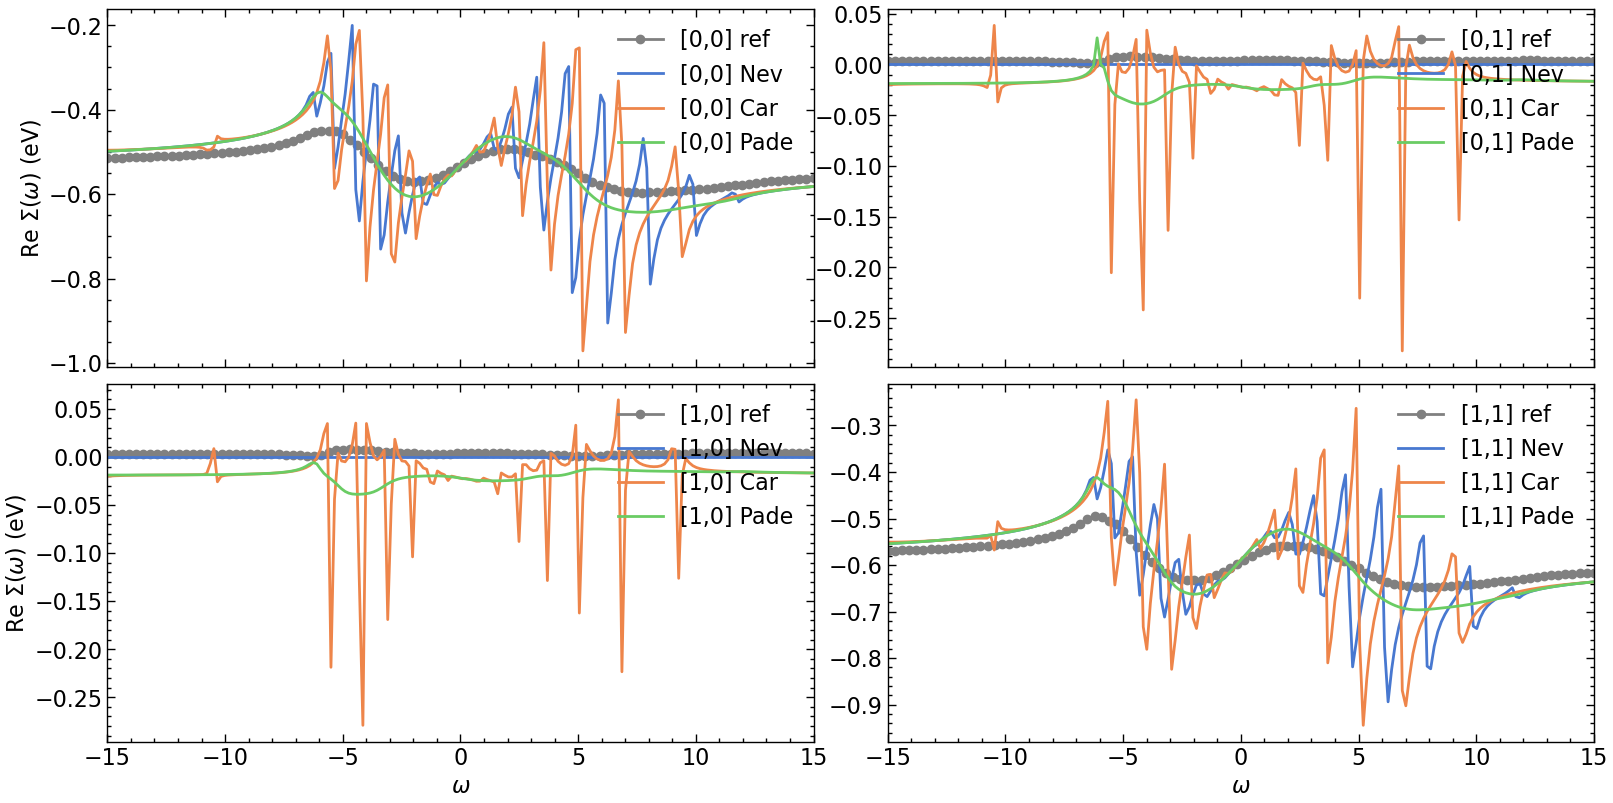 −0.2
−0.4
−0.6
−0.8
−1.0
Re Σ(ω) (eV)
[0,0] ref
[0,0] Nev
[0,0] Car
[0,0] Pade
0.05
0.00
−0.05
−0.10
−0.15
−0.20
−0.25
[0,1] ref
[0,1] Nev
[0,1] Car
[0,1] Pade
0.05
0.00
−0.05
−0.10
−0.15
−0.20
−0.25
Re Σ(ω) (eV)
[1,0] ref
[1,0] Nev
[1,0] Car
[1,0] Pade
−15 −10 −5 0 5 10 15
ω
−0.3
−0.4
−0.5
−0.6
−0.7
−0.8
−0.9
[1,1] ref
[1,1] Nev
[1,1] Car
[1,1] Pade
−15 −10 −5 0 5 10 15
ω